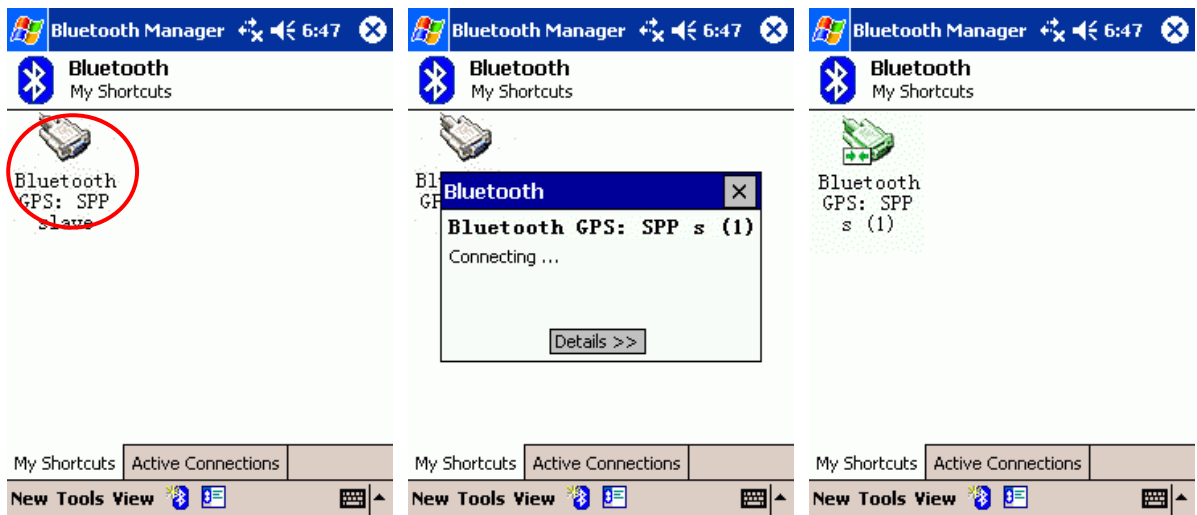 Bluetooth Manager 6:47
Bluetooth
My Shortcuts
Bluetooth
GPS: SPP
slave
My Shortcuts Active Connections
New Tools View
Bluetooth Manager 6:47
Bluetooth
My Shortcuts
Bl
GP
Bluetooth
Bluetooth GPS: SPP s (1)
Connecting ...
Details >>
My Shortcuts Active Connections
New Tools View
Bluetooth Manager 6:47
Bluetooth
My Shortcuts
Bluetooth
GPS: SPP
s (1)
My Shortcuts Active Connections
New Tools View